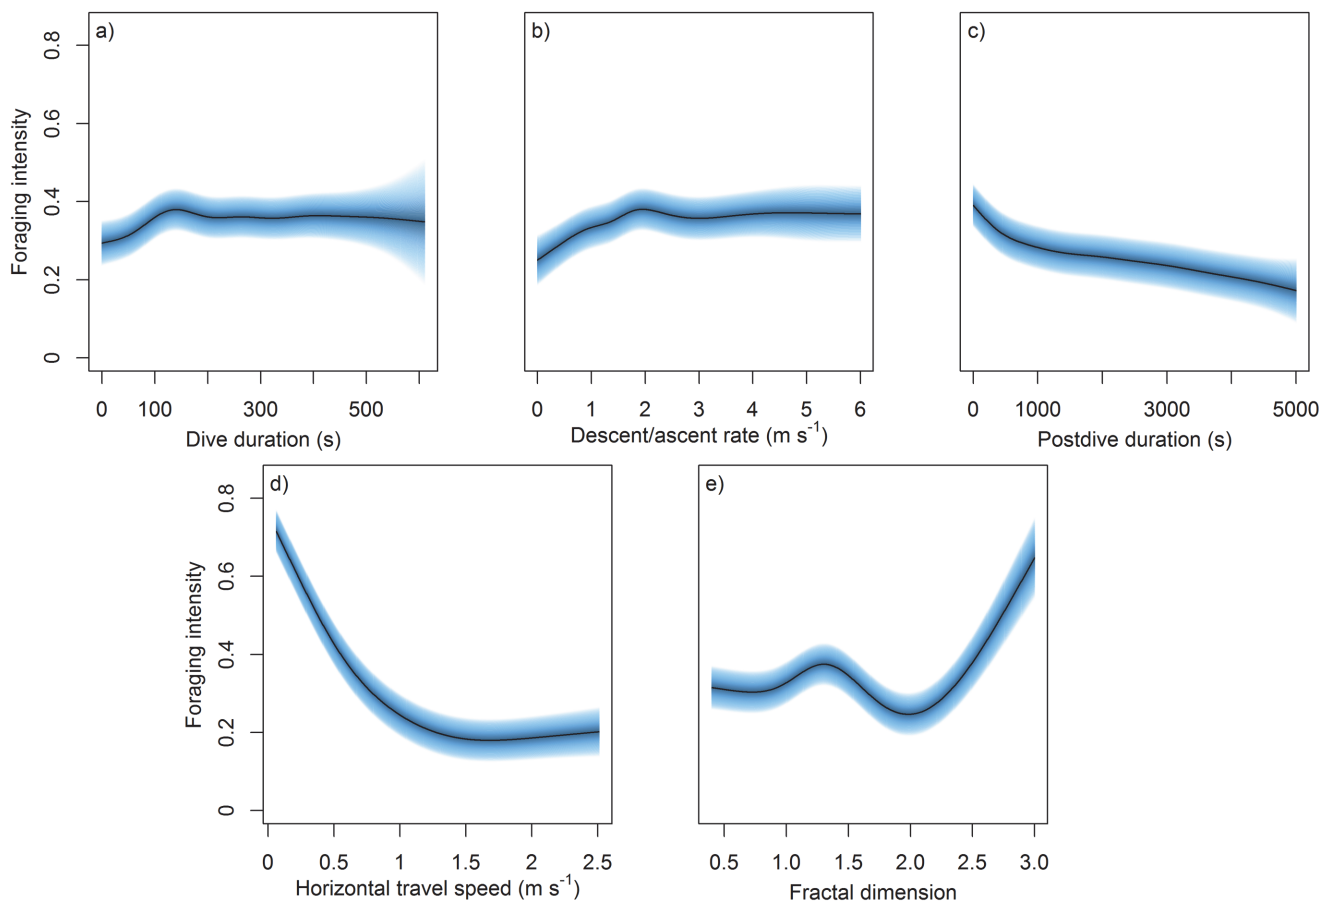 a)
b)
c)
Foraging intensity
0 0.2 0.4 0.6 0.8
0 100 300 500
0 1 2 3 4 5 6
0 1000 3000 5000
Dive duration (s)
Descent/ascent rate (m s⁻¹)
Postdive duration (s)
d)
e)
Foraging intensity
0 0.2 0.4 0.6 0.8
0 0.5 1 1.5 2 2.5
0.5 1.0 1.5 2.0 2.5 3.0
Horizontal travel speed (m s⁻¹)
Fractal dimension